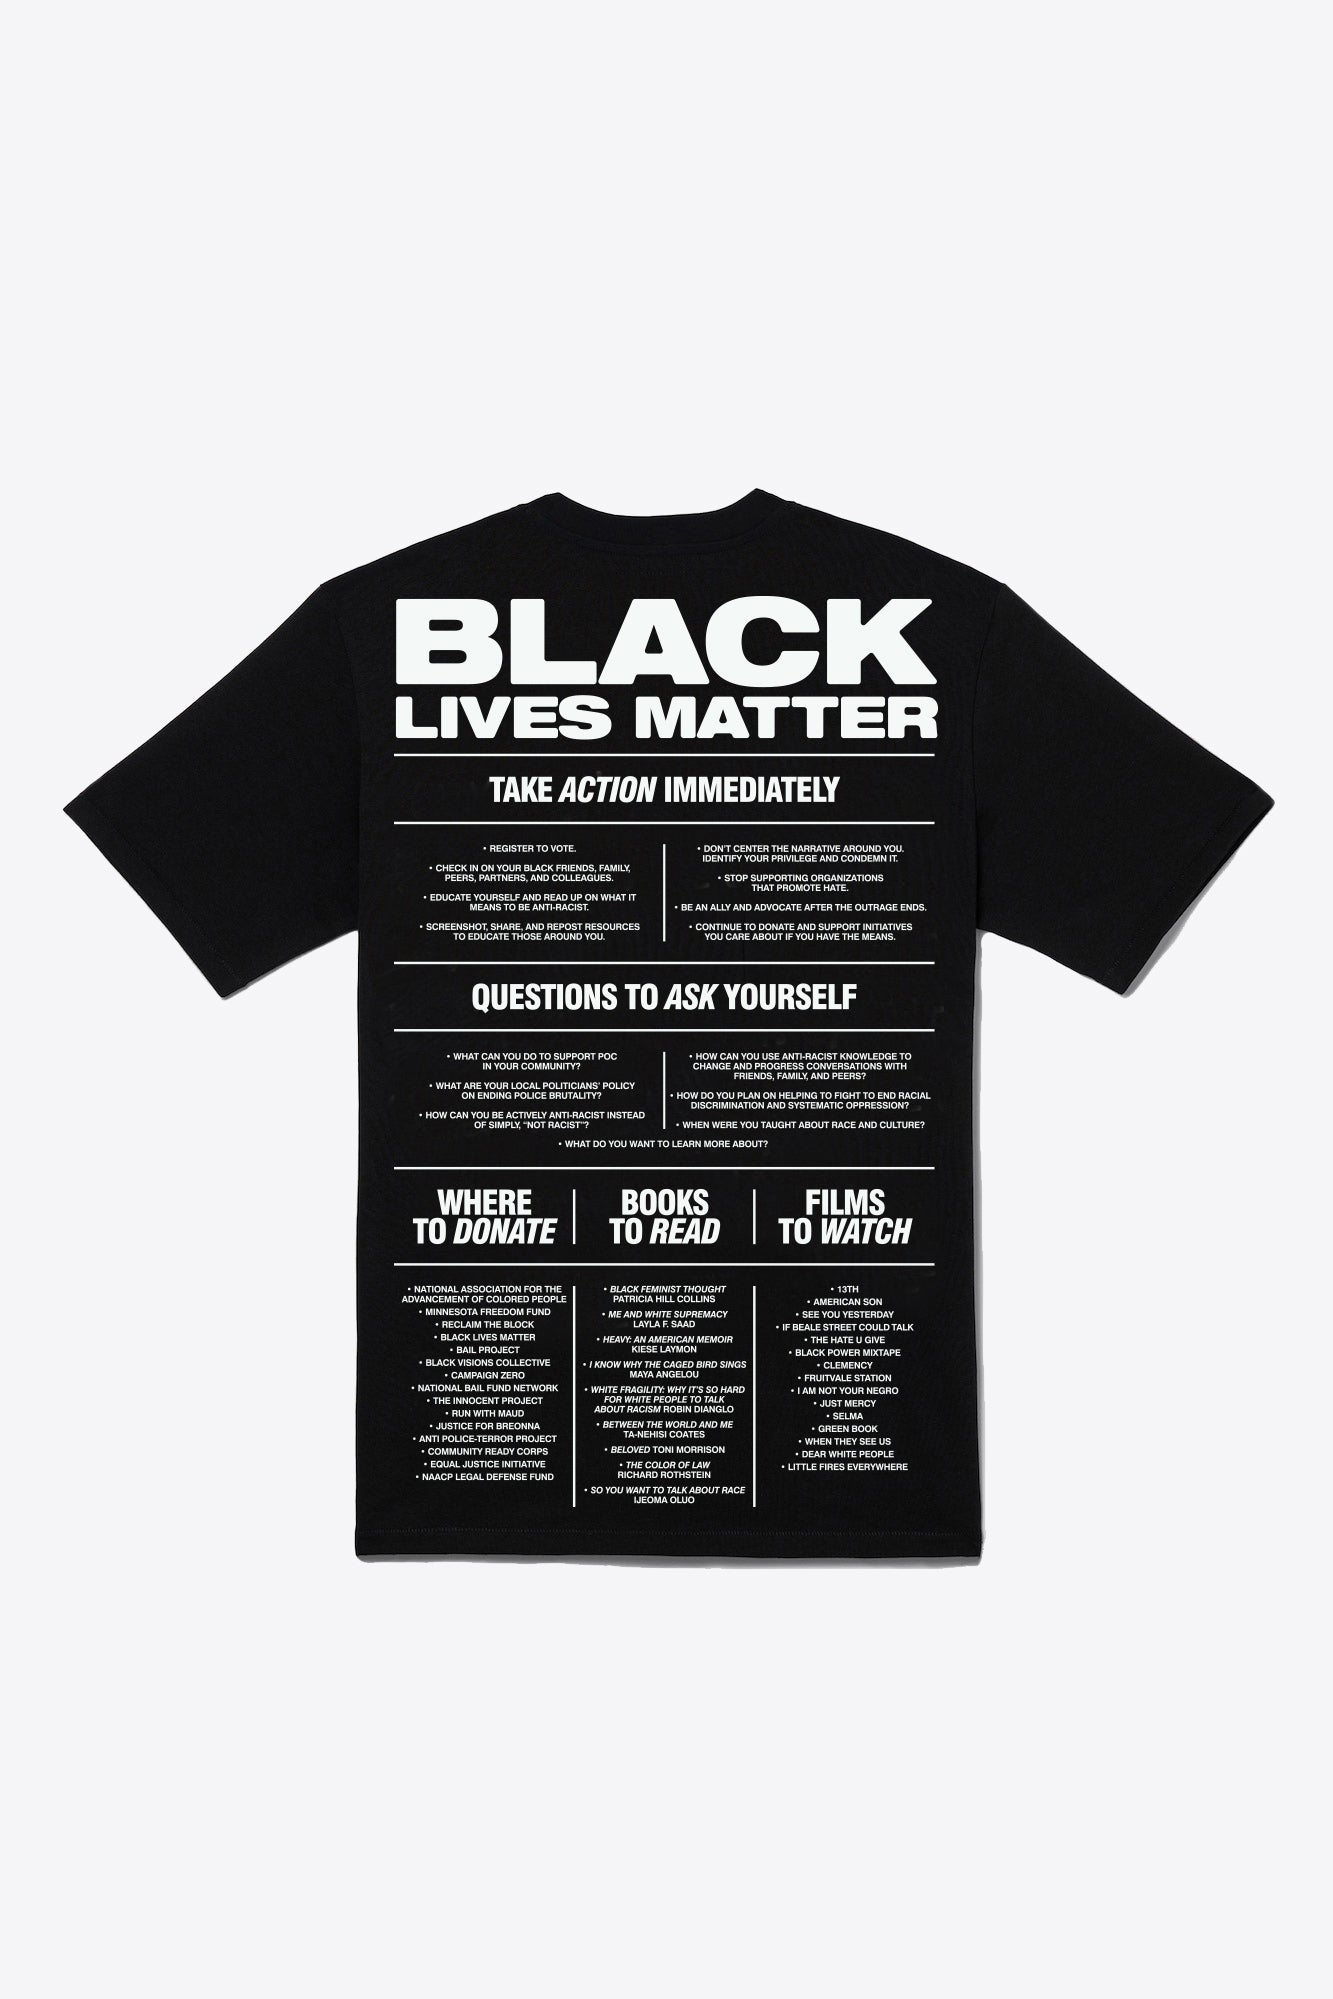 BLACK
LIVES MATTER
TAKE ACTION IMMEDIATELY
• REGISTER TO VOTE.
• CHECK IN ON YOUR BLACK FRIENDS, FAMILY,
PEERS, PARTNERS, AND COLLEAGUES.
• EDUCATE YOURSELF AND READ UP ON WHAT IT
MEANS TO BE ANTI-RACIST.
• SCREENSHOT, SHARE, AND REPOST RESOURCES
TO EDUCATE THOSE AROUND YOU.
• DON'T CENTER THE NARRATIVE AROUND YOU.
IDENTIFY YOUR PRIVILEGE AND CONDEMN IT.
• STOP SUPPORTING ORGANIZATIONS
THAT PROMOTE HATE.
• BE AN ALLY AND ADVOCATE AFTER THE OUTRAGE ENDS.
• CONTINUE TO DONATE AND SUPPORT INITIATIVES
YOU CARE ABOUT IF YOU HAVE THE MEANS.
QUESTIONS TO ASK YOURSELF
• WHAT CAN YOU DO TO SUPPORT POC
IN YOUR COMMUNITY?
• WHAT ARE YOUR LOCAL POLITICIANS' POLICY
ON ENDING POLICE BRUTALITY?
• HOW CAN YOU BE ACTIVELY ANTI-RACIST INSTEAD
OF SIMPLY, "NOT RACIST"?
• HOW CAN YOU USE ANTI-RACIST KNOWLEDGE TO
CHANGE AND PROGRESS CONVERSATIONS WITH
FRIENDS, FAMILY, AND PEERS?
• HOW DO YOU PLAN ON HELPING TO FIGHT TO END RACIAL
DISCRIMINATION AND SYSTEMATIC OPPRESSION?
• WHEN WERE YOU TAUGHT ABOUT RACE AND CULTURE?
• WHAT DO YOU WANT TO LEARN MORE ABOUT?
WHERE
TO DONATE
• NATIONAL ASSOCIATION FOR THE
ADVANCEMENT OF COLORED PEOPLE
• MINNESOTA FREEDOM FUND
• RECLAIM THE BLOCK
• BLACK LIVES MATTER
• BAIL PROJECT
• BLACK VISIONS COLLECTIVE
• CAMPAIGN ZERO
• NATIONAL BAIL FUND NETWORK
• THE INNOCENT PROJECT
• RUN WITH MAUD
• JUSTICE FOR BREONNA
• ANTI POLICE-TERROR PROJECT
• COMMUNITY READY CORPS
• EQUAL JUSTICE INITIATIVE
• NAACP LEGAL DEFENSE FUND
BOOKS
TO READ
• BLACK FEMINIST THOUGHT
PATRICIA HILL COLLINS
• ME AND WHITE SUPREMACY
LAYLA F. SAAD
• HEAVY: AN AMERICAN MEMOIR
KIESE LAYMON
• I KNOW WHY THE CAGED BIRD SINGS
MAYA ANGELOU
• WHITE FRAGILITY: WHY IT'S SO HARD
FOR WHITE PEOPLE TO TALK
ABOUT RACISM ROBIN DIANGLO
• BETWEEN THE WORLD AND ME
TA-NEHISI COATES
• BELOVED TONI MORRISON
• THE COLOR OF LAW
RICHARD ROTHSTEIN
• SO YOU WANT TO TALK ABOUT RACE
IJEOMA OLUO
FILMS
TO WATCH
• 13TH
• AMERICAN SON
• SEE YOU YESTERDAY
• IF BEALE STREET COULD TALK
• THE HATE U GIVE
• BLACK POWER MIXTAPE
• CLEMENCY
• FRUITVALE STATION
• I AM NOT YOUR NEGRO
• JUST MERCY
• SELMA
• GREEN BOOK
• WHEN THEY SEE US
• DEAR WHITE PEOPLE
• LITTLE FIRES EVERYWHERE